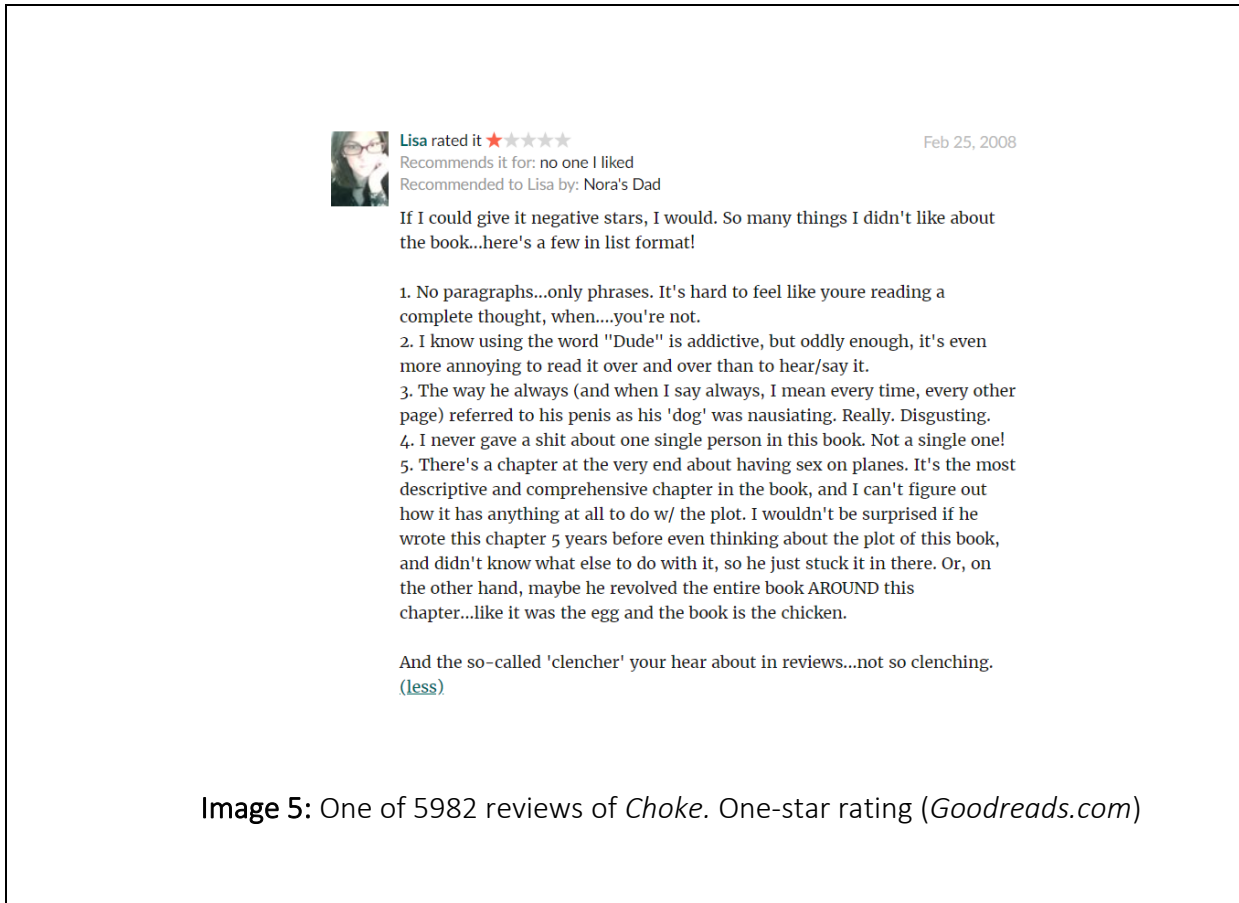 Lisa rated it
Feb 25, 2008
Recommends it for: no one I liked
Recommended to Lisa by: Nora's Dad
If I could give it negative stars, I would. So many things I didn't like about
the book...here's a few in list format!
1. No paragraphs...only phrases. It's hard to feel like youre reading a
complete thought, when....you're not.
2. I know using the word "Dude" is addictive, but oddly enough, it's even
more annoying to read it over and over than to hear/say it.
3. The way he always (and when I say always, I mean every time, every other
page) referred to his penis as his 'dog' was nausiating. Really. Disgusting.
4. I never gave a shit about one single person in this book. Not a single one!
5. There's a chapter at the very end about having sex on planes. It's the most
descriptive and comprehensive chapter in the book, and I can't figure out
how it has anything at all to do w/ the plot. I wouldn't be surprised if he
wrote this chapter 5 years before even thinking about the plot of this book,
and didn't know what else to do with it, so he just stuck it in there. Or, on
the other hand, maybe he revolved the entire book AROUND this
chapter...like it was the egg and the book is the chicken.
And the so-called 'clencher' your hear about in reviews...not so clenching.
(less)
Image 5: One of 5982 reviews of Choke. One-star rating (Goodreads.com)